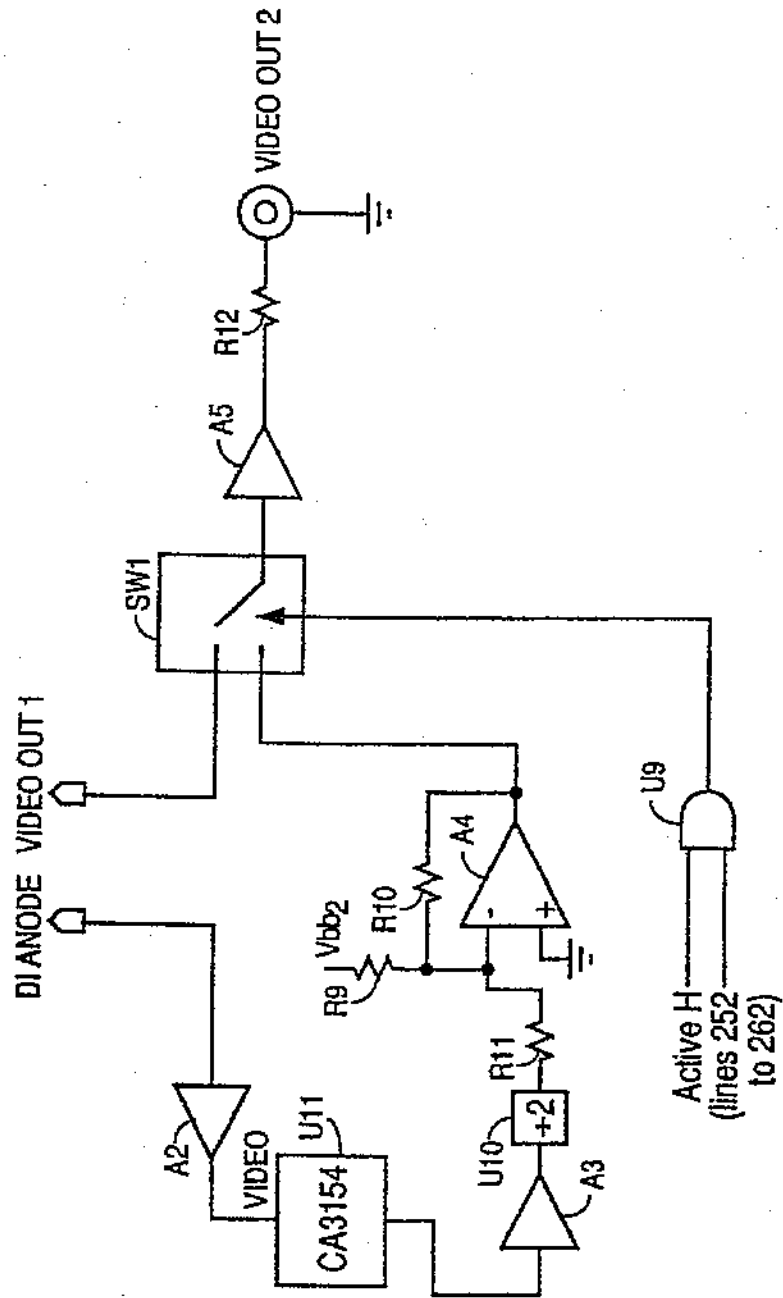 DI ANODE
VIDEO OUT 1
SW1
A5
R12
VIDEO OUT 2
A2
VIDEO
U11
CA3154
Vbb₂
R9
R10
A4
-
+
R11
U10
+2
A3
U9
Active H
(lines 252
to 262)